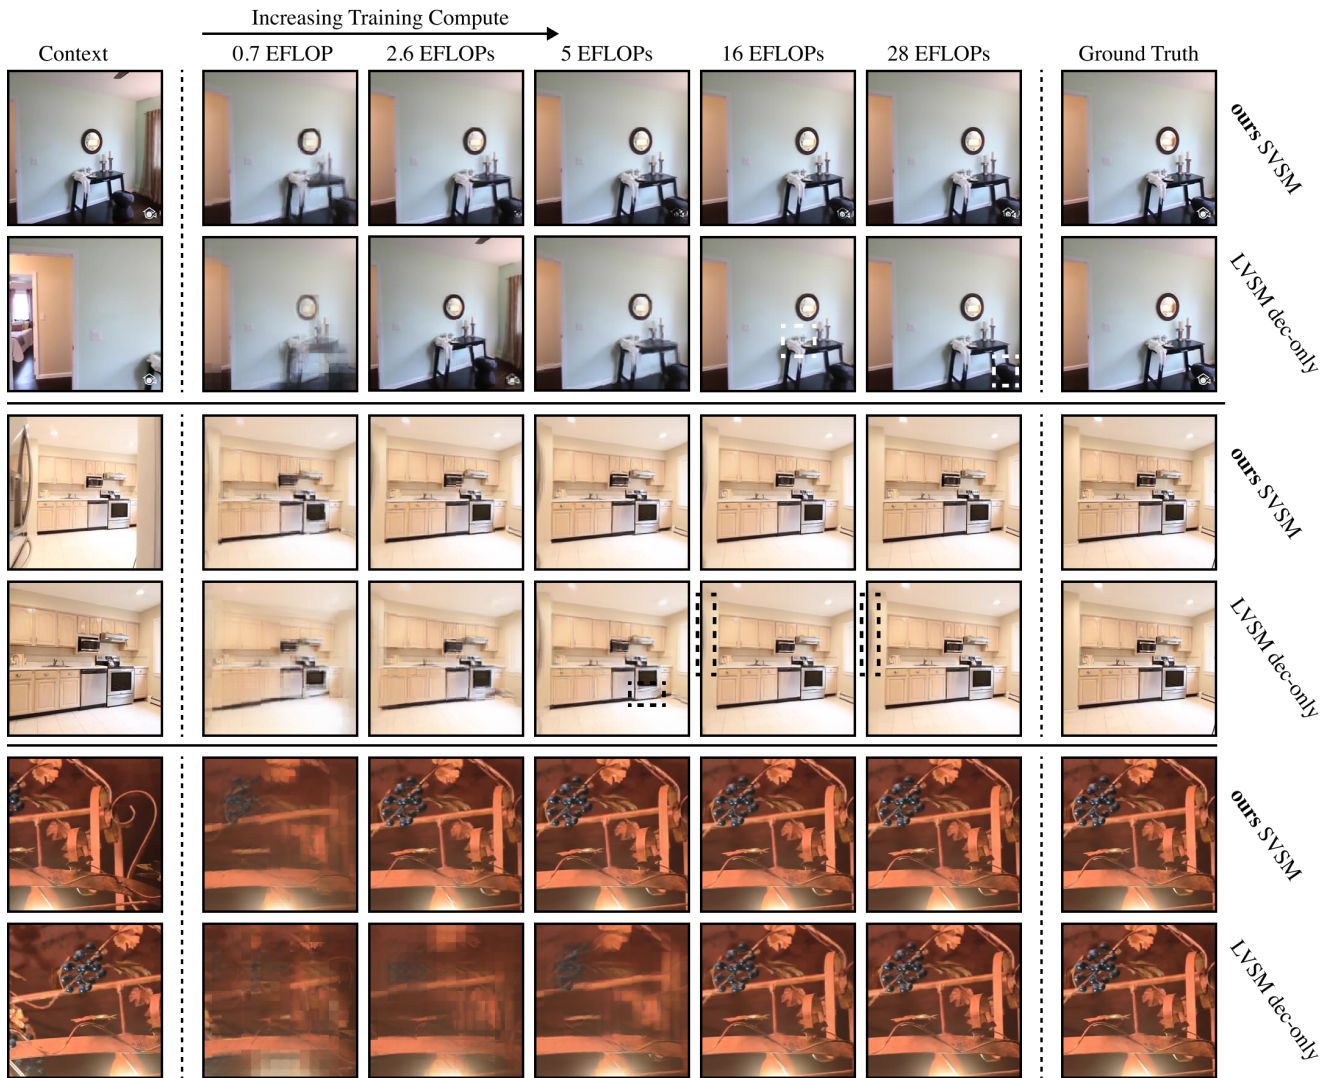 Increasing Training Compute
Context
0.7 EFLOP
2.6 EFLOPs
5 EFLOPs
16 EFLOPs
28 EFLOPs
Ground Truth
ours SVSM
LVSM dec-only
ours SVSM
LVSM dec-only
ours SVSM
LVSM dec-only